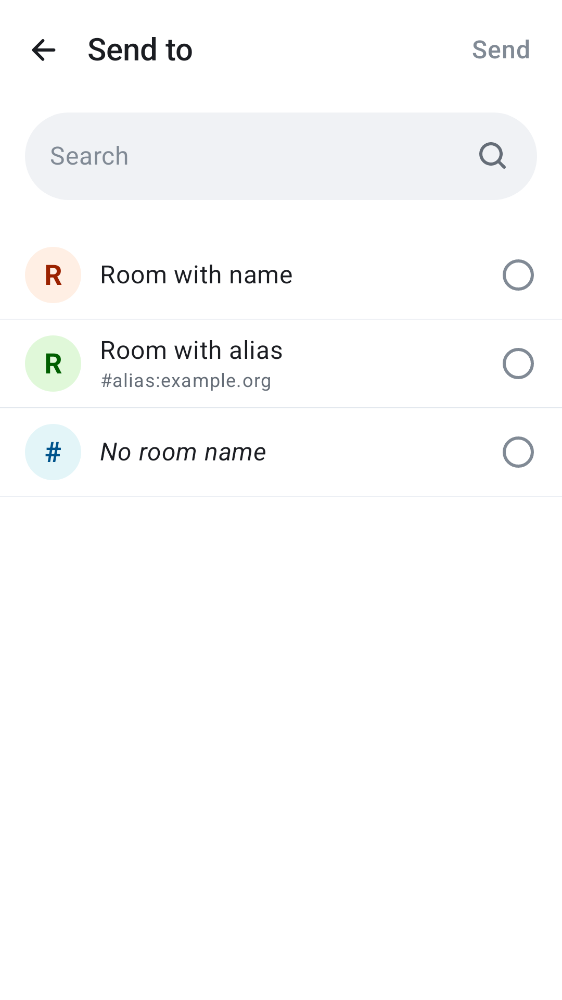 Send to
Send
Search
R
Room with name
R
Room with alias
#alias:example.org
#
No room name